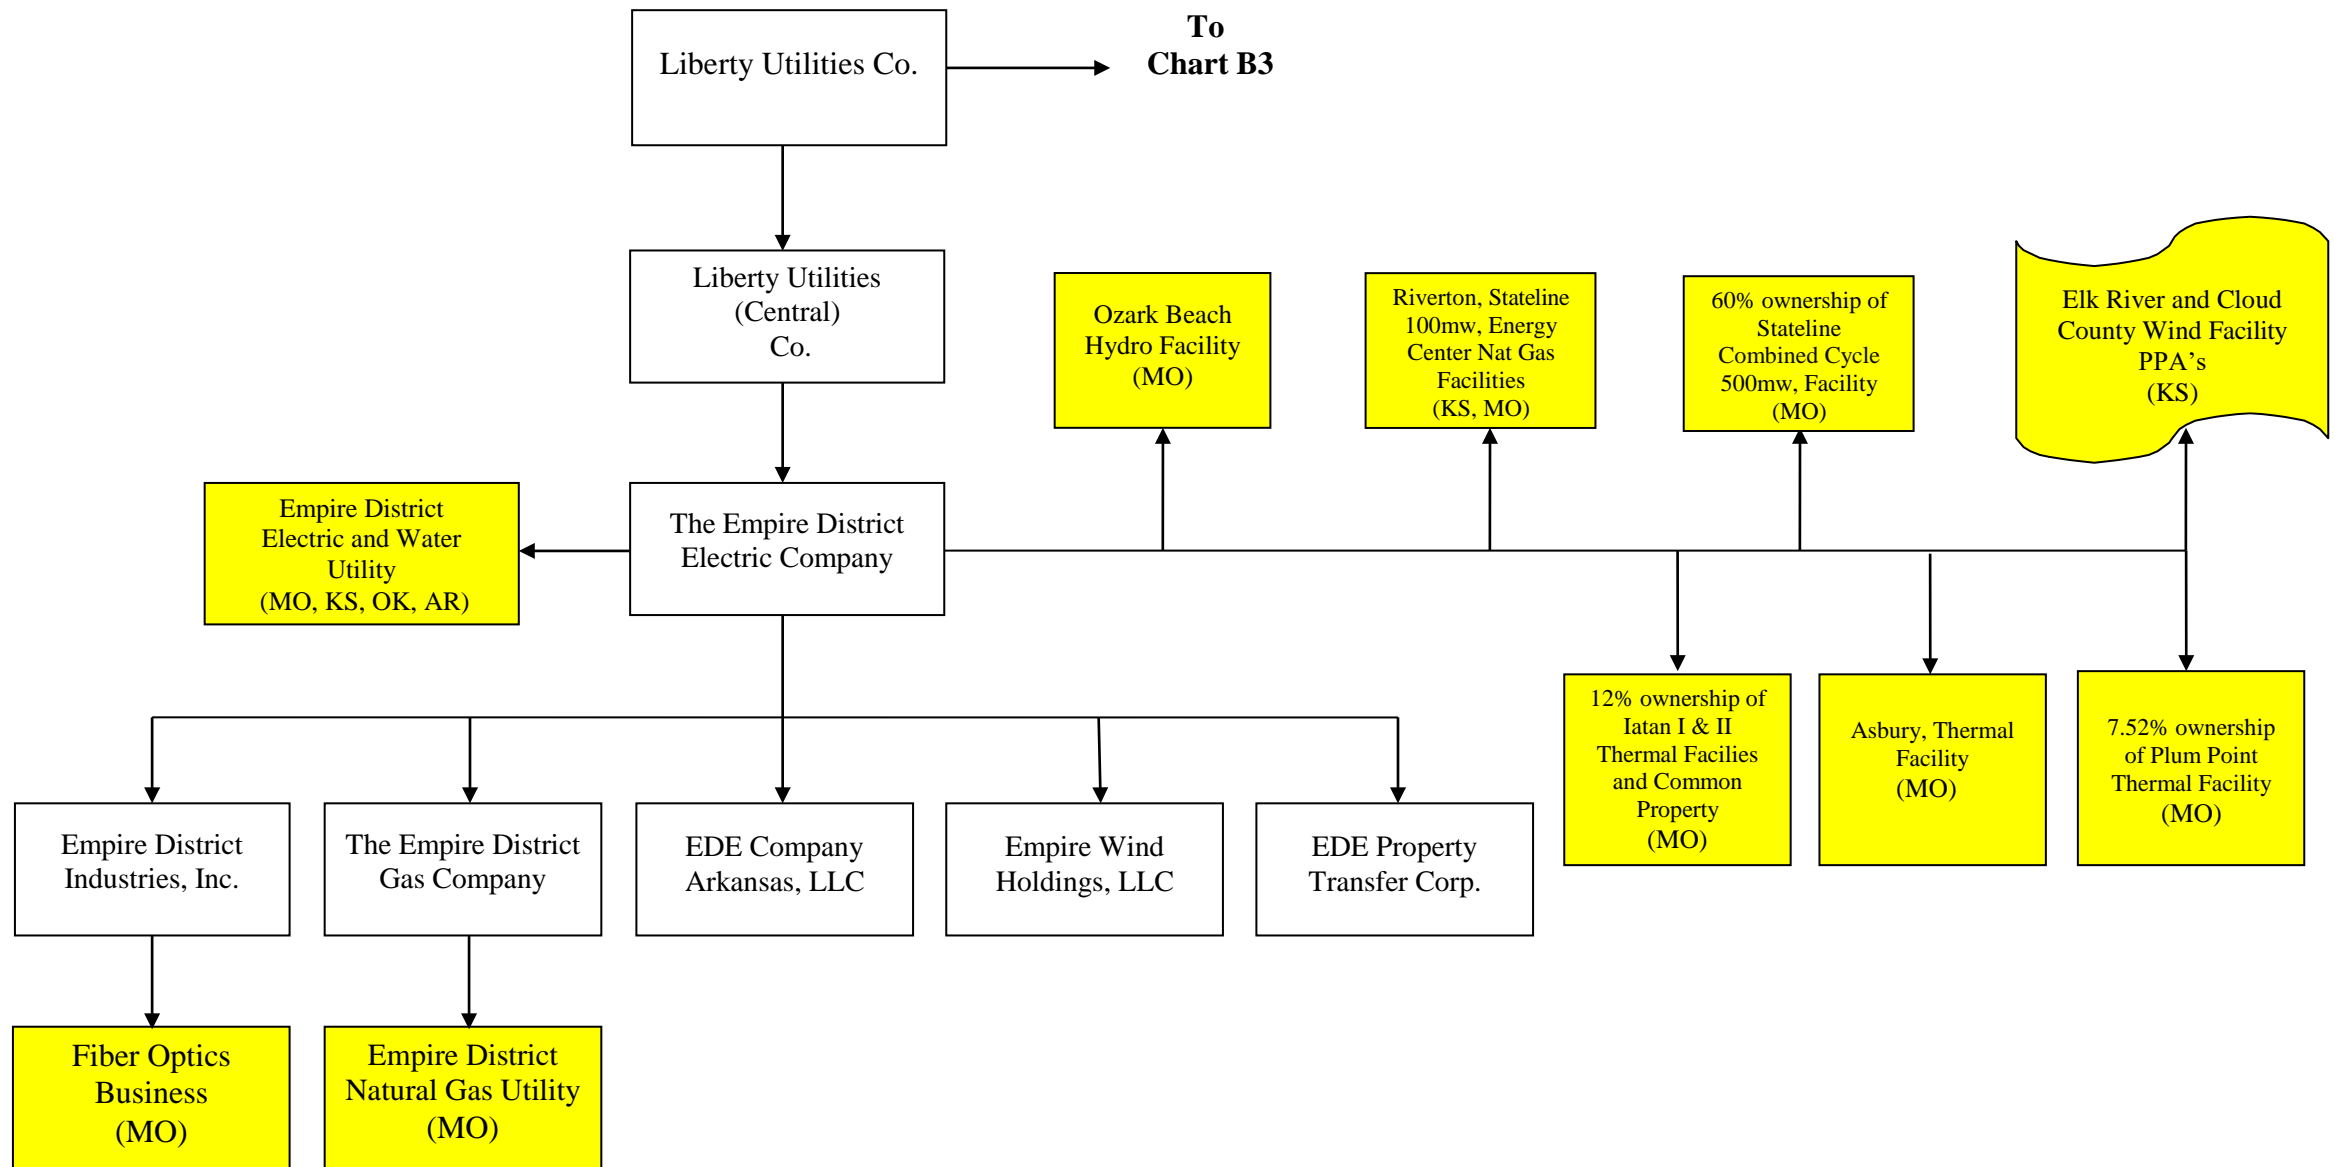 To
Chart B3
Liberty Utilities Co.
Liberty Utilities
(Central)
Co.
Ozark Beach
Hydro Facility
(MO)
Riverton, Stateline
100mw, Energy
Center Nat Gas
Facilities
(KS, MO)
60% ownership of
Stateline
Combined Cycle
500mw, Facility
(MO)
Elk River and Cloud
County Wind Facility
PPA’s
(KS)
Empire District
Electric and Water
Utility
(MO, KS, OK, AR)
The Empire District
Electric Company
12% ownership of
Iatan I & II
Thermal Facilies
and Common
Property
(MO)
Asbury, Thermal
Facility
(MO)
7.52% ownership
of Plum Point
Thermal Facility
(MO)
Empire District
Industries, Inc.
The Empire District
Gas Company
EDE Company
Arkansas, LLC
Empire Wind
Holdings, LLC
EDE Property
Transfer Corp.
Fiber Optics
Business
(MO)
Empire District
Natural Gas Utility
(MO)